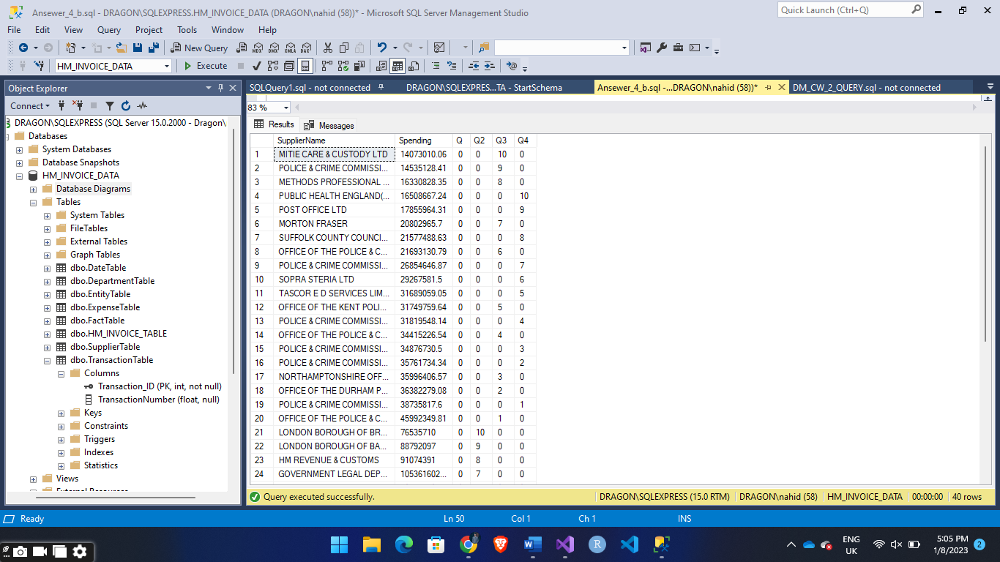 Ansewer_4_b.sql - DRAGON\SQLEXPRESS.HM_INVOICE_DATA (DRAGON\nahid (58))* - Microsoft SQL Server Management Studio
Quick Launch (Ctrl+Q)
File Edit View Query Project Tools Window Help
New Query MDX DMX XMLA DAX
HM_INVOICE_DATA Execute
Object Explorer
Connect
DRAGON\SQLEXPRESS (SQL Server 15.0.2000 - Dragon\
Databases
System Databases
Database Snapshots
HM_INVOICE_DATA
Database Diagrams
Tables
System Tables
FileTables
External Tables
Graph Tables
dbo.DateTable
dbo.DepartmentTable
dbo.EntityTable
dbo.ExpenseTable
dbo.FactTable
dbo.HM_INVOICE_TABLE
dbo.SupplierTable
dbo.TransactionTable
Columns
Transaction_ID (PK, int, not null)
TransactionNumber (float, null)
Keys
Constraints
Triggers
Indexes
Statistics
Views
External Resources
SQLQuery1.sql - not connected DRAGON\SQLEXPRES...TA - StartSchema Ansewer_4_b.sql -...DRAGON\nahid (58))* DM_CW_2_QUERY.sql - not connected
83 %
Results Messages
SupplierName Spending Q Q2 Q3 Q4
1 MITIE CARE & CUSTODY LTD 14073010.06 0 0 10 0
2 POLICE & CRIME COMMISSI... 14535128.41 0 0 9 0
3 METHODS PROFESSIONAL ... 16330828.35 0 0 8 0
4 PUBLIC HEALTH ENGLAND(... 16508667.24 0 0 0 10
5 POST OFFICE LTD 17855964.31 0 0 0 9
6 MORTON FRASER 20802965.7 0 0 7 0
7 SUFFOLK COUNTY COUNCI... 21577488.63 0 0 0 8
8 OFFICE OF THE POLICE & C... 21693130.79 0 0 6 0
9 POLICE & CRIME COMMISSI... 26854646.87 0 0 0 7
10 SOPRA STERIA LTD 29267581.5 0 0 0 6
11 TASCOR E D SERVICES LIM... 31689059.05 0 0 0 5
12 OFFICE OF THE KENT POLI... 31749759.64 0 0 5 0
13 POLICE & CRIME COMMISSI... 31819548.14 0 0 0 4
14 OFFICE OF THE POLICE & C... 34415226.54 0 0 4 0
15 POLICE & CRIME COMMISSI... 34876730.5 0 0 0 3
16 POLICE & CRIME COMMISSI... 35761734.34 0 0 0 2
17 NORTHAMPTONSHIRE OFF... 35996406.57 0 0 3 0
18 OFFICE OF THE DURHAM P... 36382279.08 0 0 2 0
19 POLICE & CRIME COMMISSI... 38735817.6 0 0 0 1
20 OFFICE OF THE POLICE & C... 45992349.81 0 0 1 0
21 LONDON BOROUGH OF BR... 76535710 0 10 0 0
22 LONDON BOROUGH OF BA... 88792097 0 9 0 0
23 HM REVENUE & CUSTOMS 91074391 0 8 0 0
24 GOVERNMENT LEGAL DEP... 105361602... 0 7 0 0
Query executed successfully. DRAGON\SQLEXPRESS (15.0 RTM) DRAGON\nahid (58) HM_INVOICE_DATA 00:00:00 40 rows
Ready Ln 50 Col 1 Ch 1 INS
ENG
UK
5:05 PM
1/8/2023
2